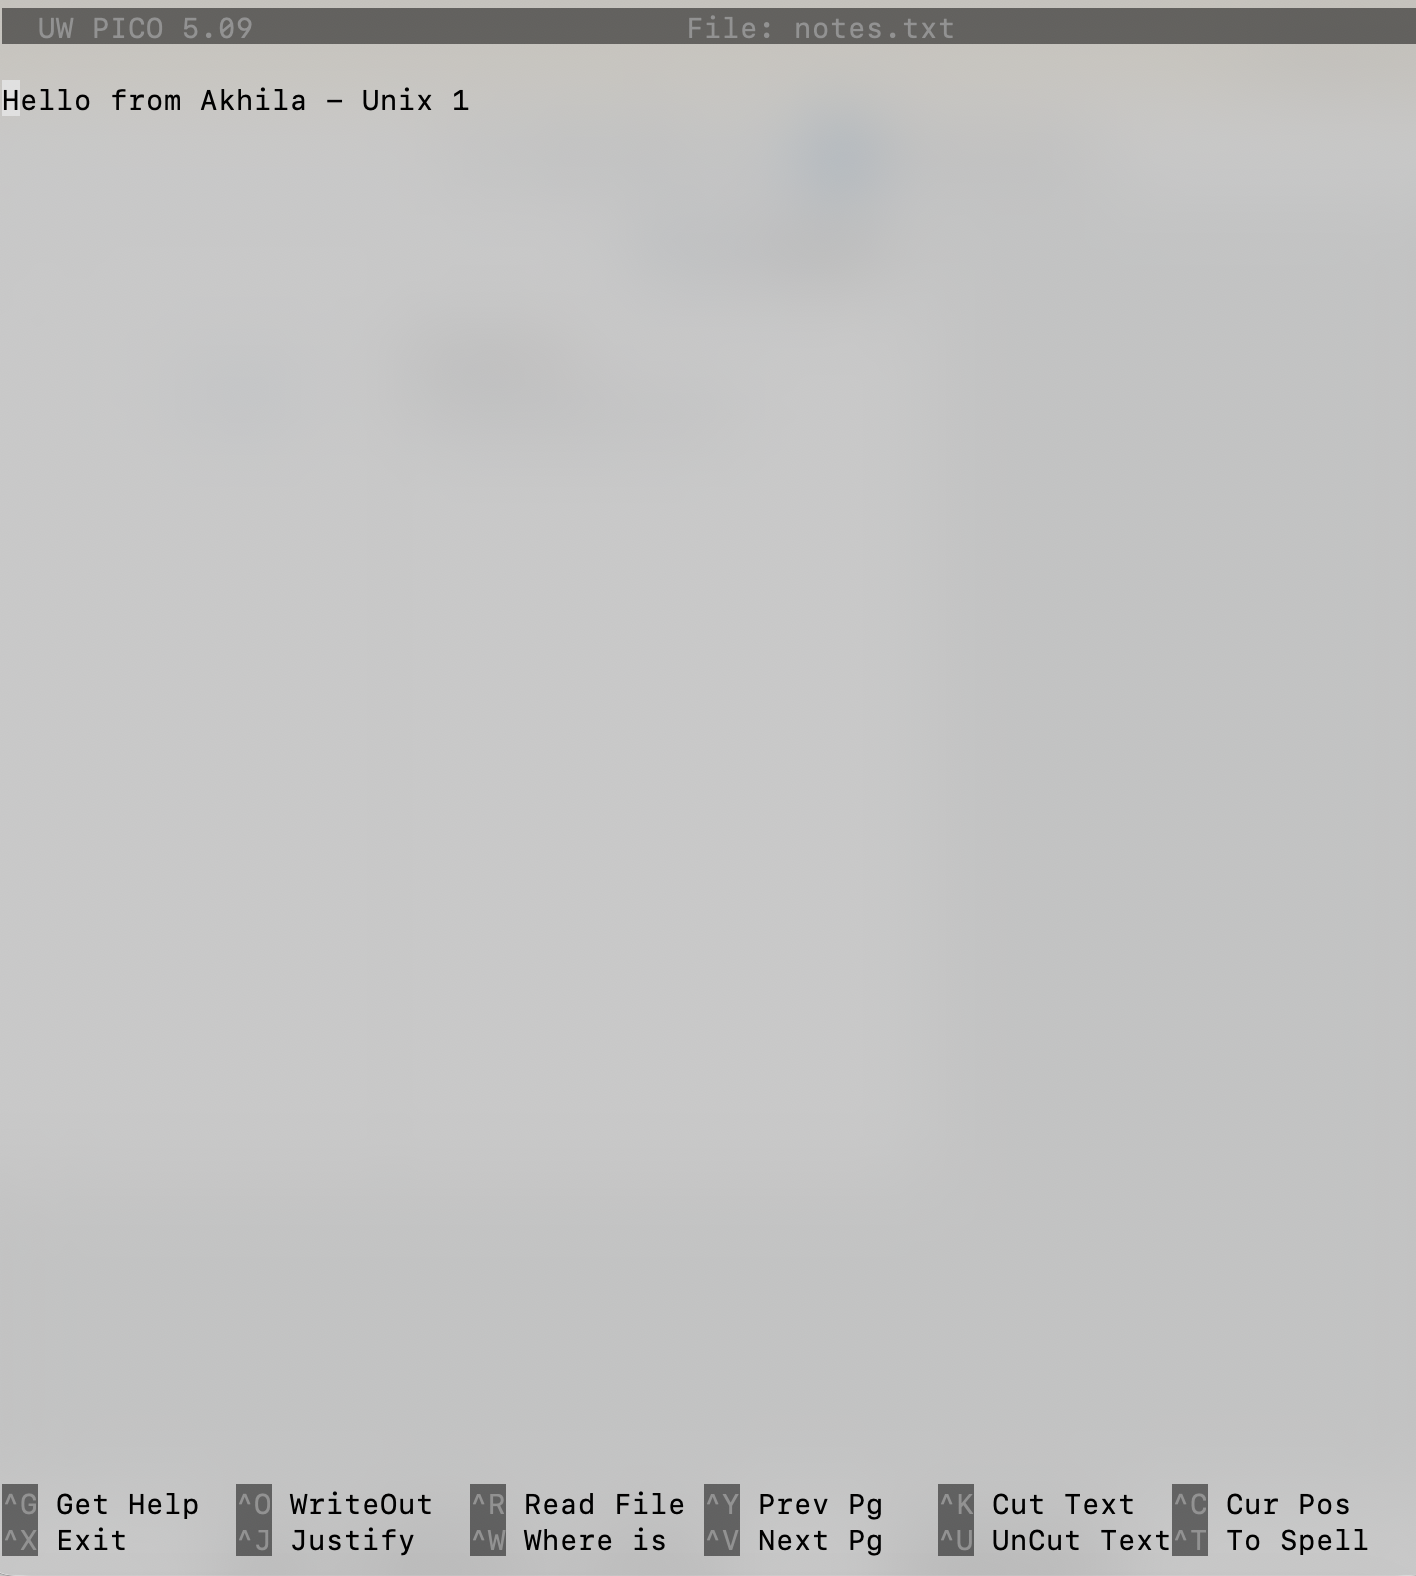 UW PICO 5.09 File: notes.txt
Hello from Akhila – Unix 1
^G Get Help ^O WriteOut ^R Read File ^Y Prev Pg ^K Cut Text ^C Cur Pos
^X Exit ^J Justify ^W Where is ^V Next Pg ^U UnCut Text^T To Spell